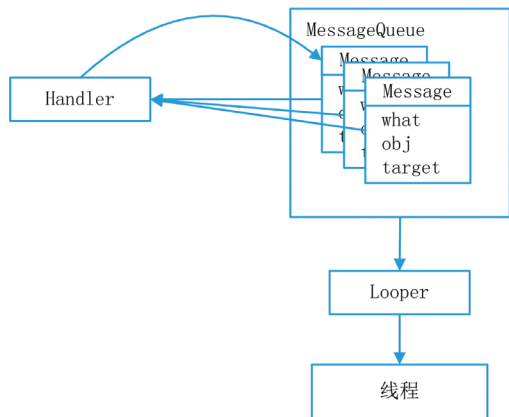 MessageQueue
Message
Message
Message
what
obj
target
Handler
Looper
线程